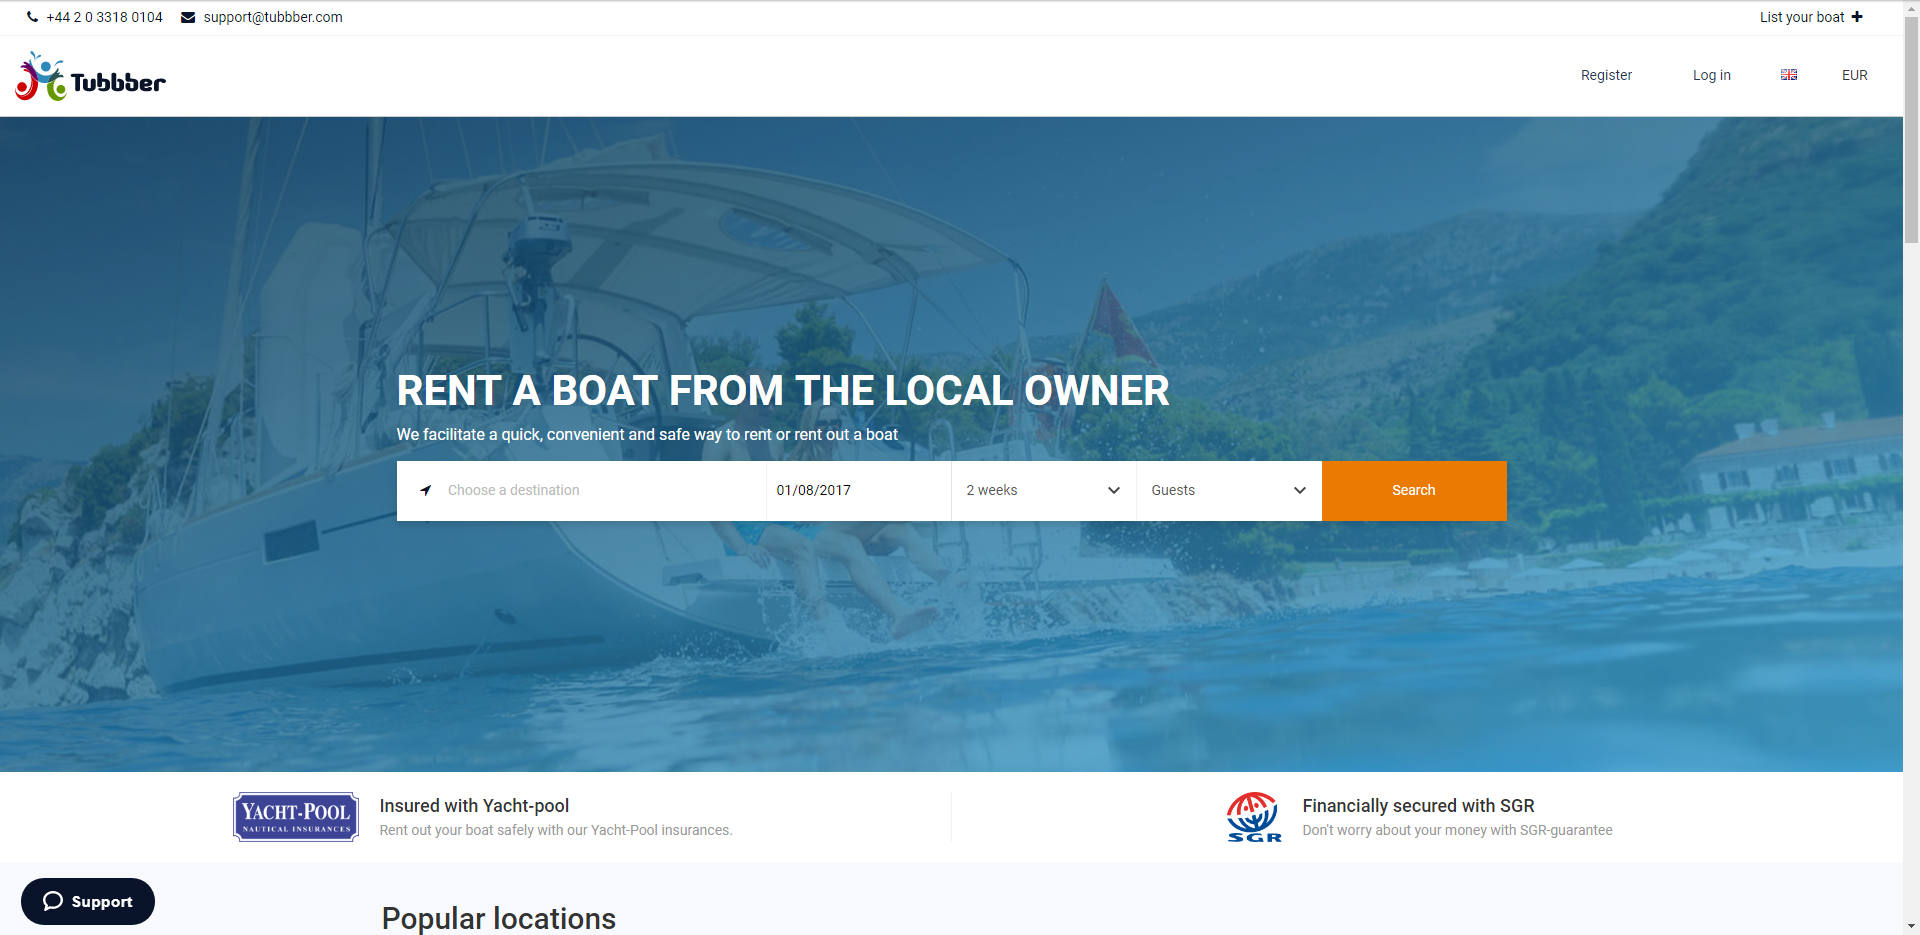 +44 2 0 3318 0104 support@tubbber.com List your boat
Tubbber Register Log in EUR
RENT A BOAT FROM THE LOCAL OWNER
We facilitate a quick, convenient and safe way to rent or rent out a boat
Choose a destination 01/08/2017 2 weeks Guests Search
YACHT-POOL
NAUTICAL INSURANCES
Insured with Yacht-pool
Rent out your boat safely with our Yacht-Pool insurances.
SGR
Financially secured with SGR
Don't worry about your money with SGR-guarantee
Support
Popular locations